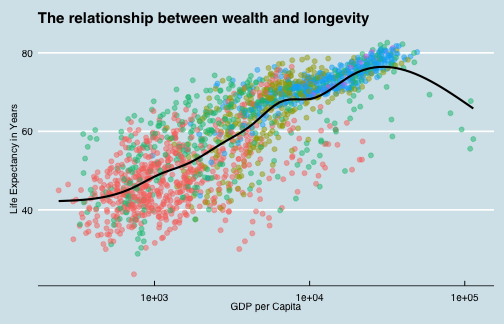 The relationship between wealth and longevity
Life Expectancy in Years
80
60
40
1e+03
1e+04
1e+05
GDP per Capita